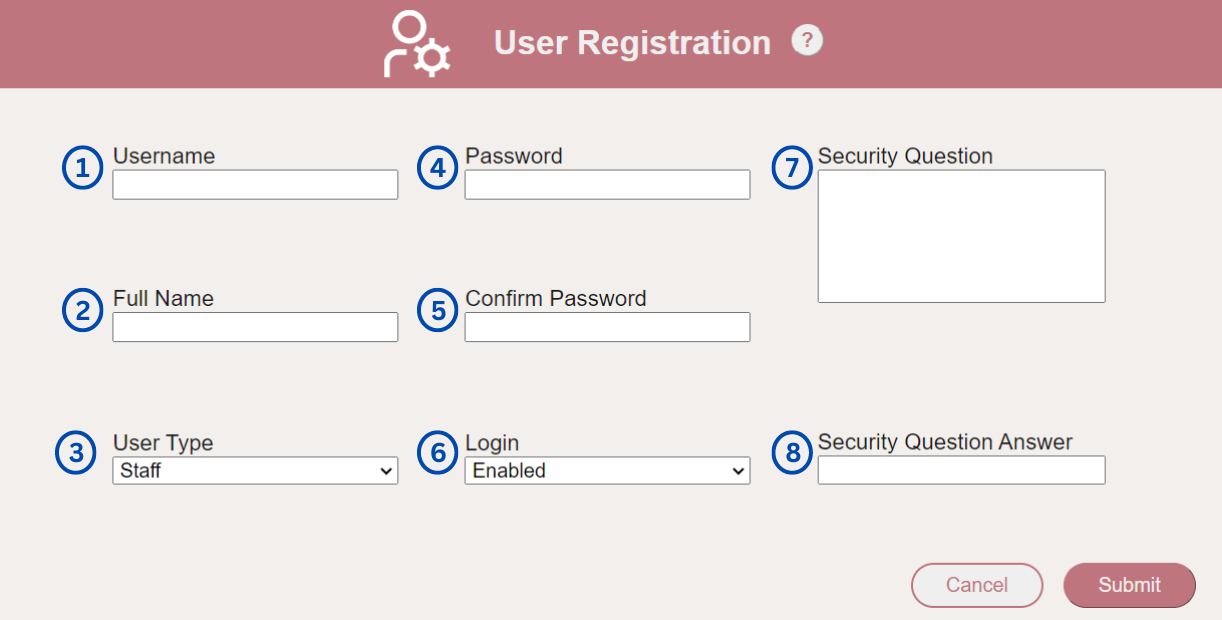 User Registration ?
1 Username
4 Password
7 Security Question
2 Full Name
5 Confirm Password
3 User Type
Staff
6 Login
Enabled
8 Security Question Answer
Cancel
Submit